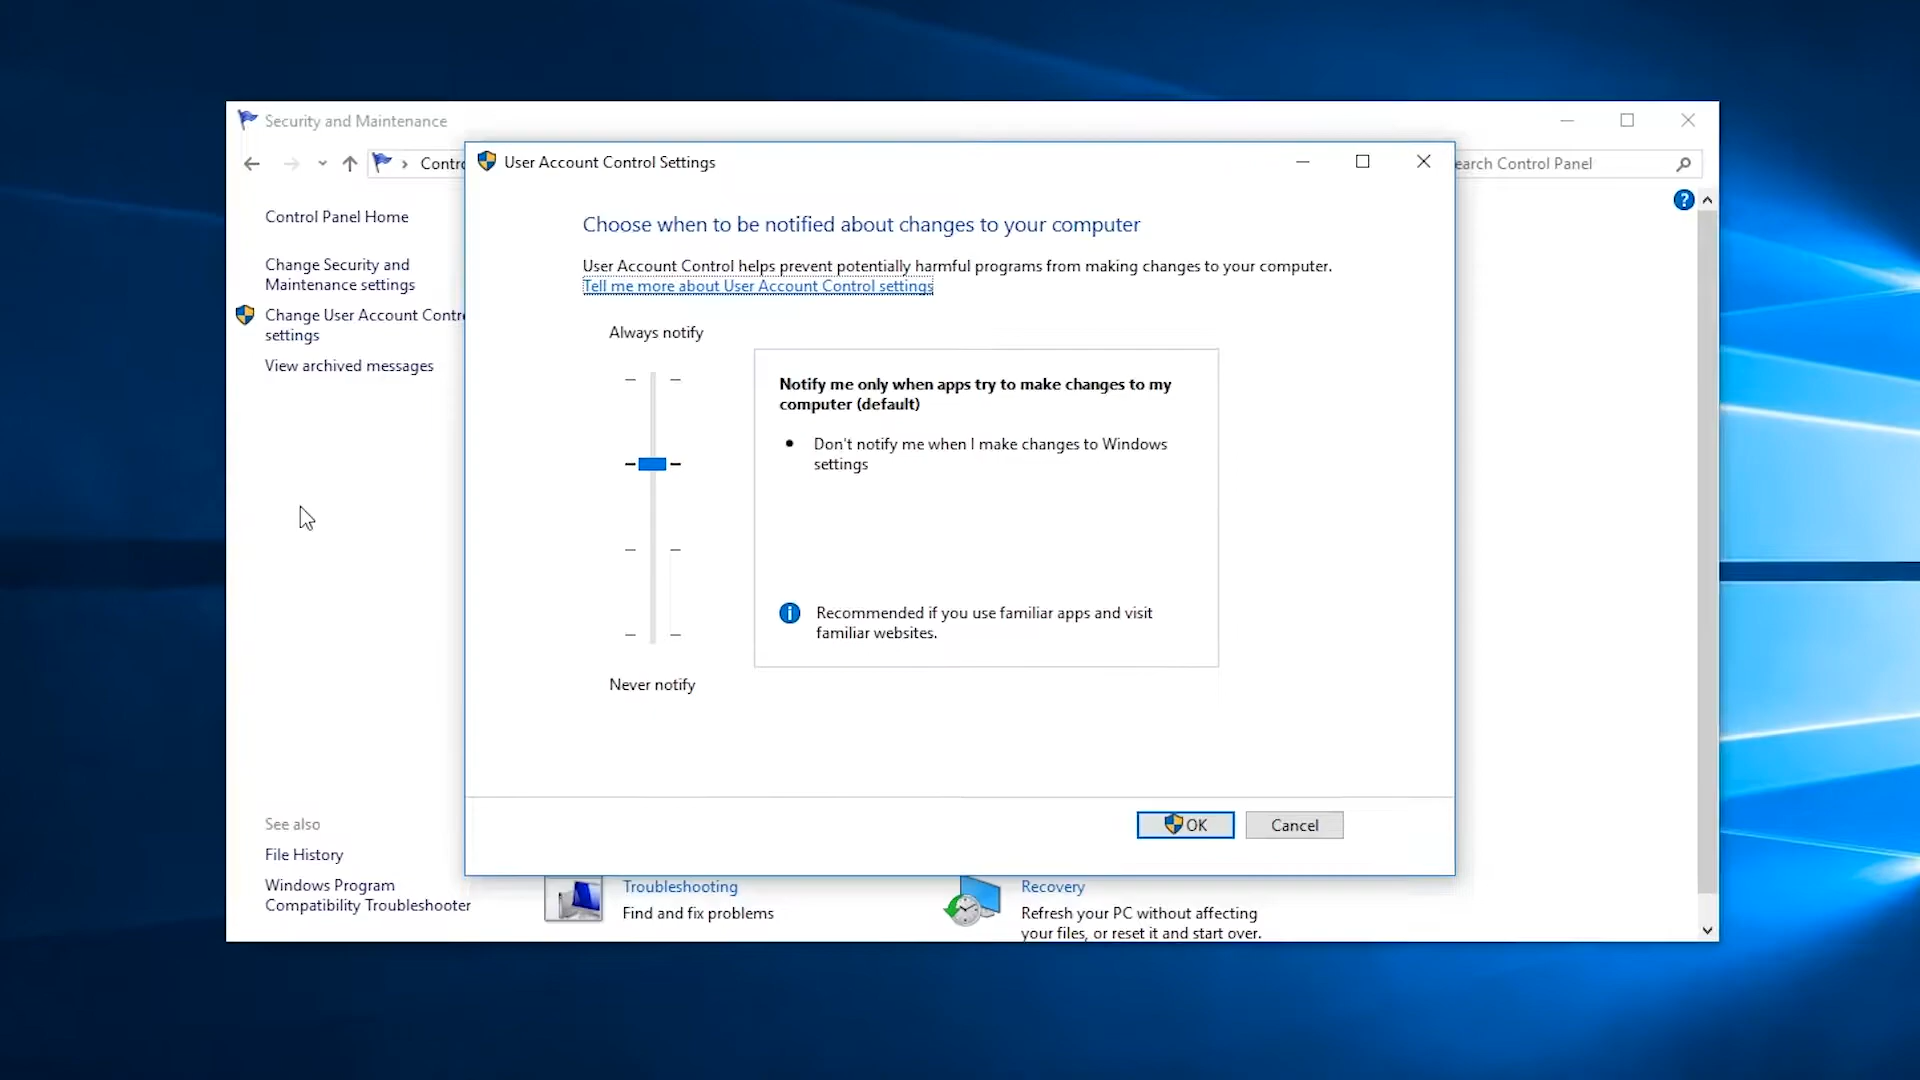 Security and Maintenance
Contro
User Account Control Settings
earch Control Panel
Control Panel Home
Change Security and
Maintenance settings
Change User Account Contr
settings
View archived messages
Choose when to be notified about changes to your computer
User Account Control helps prevent potentially harmful programs from making changes to your computer.
Tell me more about User Account Control settings
Always notify
Notify me only when apps try to make changes to my
computer (default)
• Don't notify me when I make changes to Windows
settings
Recommended if you use familiar apps and visit
familiar websites.
Never notify
OK
Cancel
See also
File History
Windows Program
Compatibility Troubleshooter
Troubleshooting
Find and fix problems
Recovery
Refresh your PC without affecting
your files, or reset it and start over.